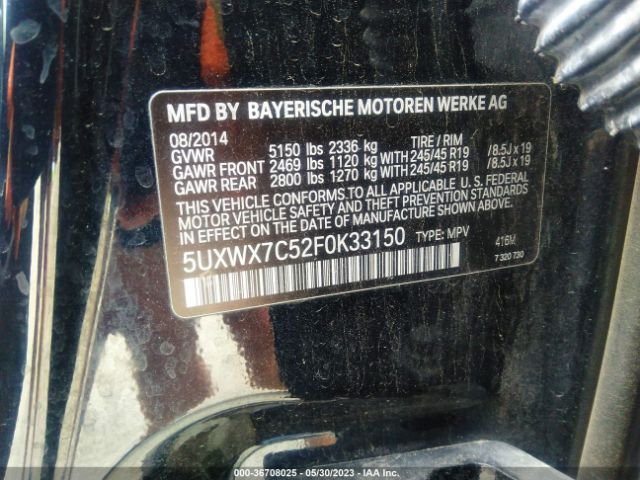 MFD BY BAYERISCHE MOTOREN WERKE AG
08/2014
GVWR 5150 lbs 2336 kg TIRE / RIM
GAWR FRONT 2469 lbs 1120 kg WITH 245/45 R19 / 8.5J x 19
GAWR REAR 2800 lbs 1270 kg WITH 245/45 R19 / 8.5J x 19
THIS VEHICLE CONFORMS TO ALL APPLICABLE U. S. FEDERAL
MOTOR VEHICLE SAFETY AND THEFT PREVENTION STANDARDS
IN EFFECT ON THE DATE OF MANUFACTURE SHOWN ABOVE.
5UXWX7C52F0K33150 TYPE: MPV 416M
7 320 730
000-36708025 - 05/30/2023 - IAA Inc.